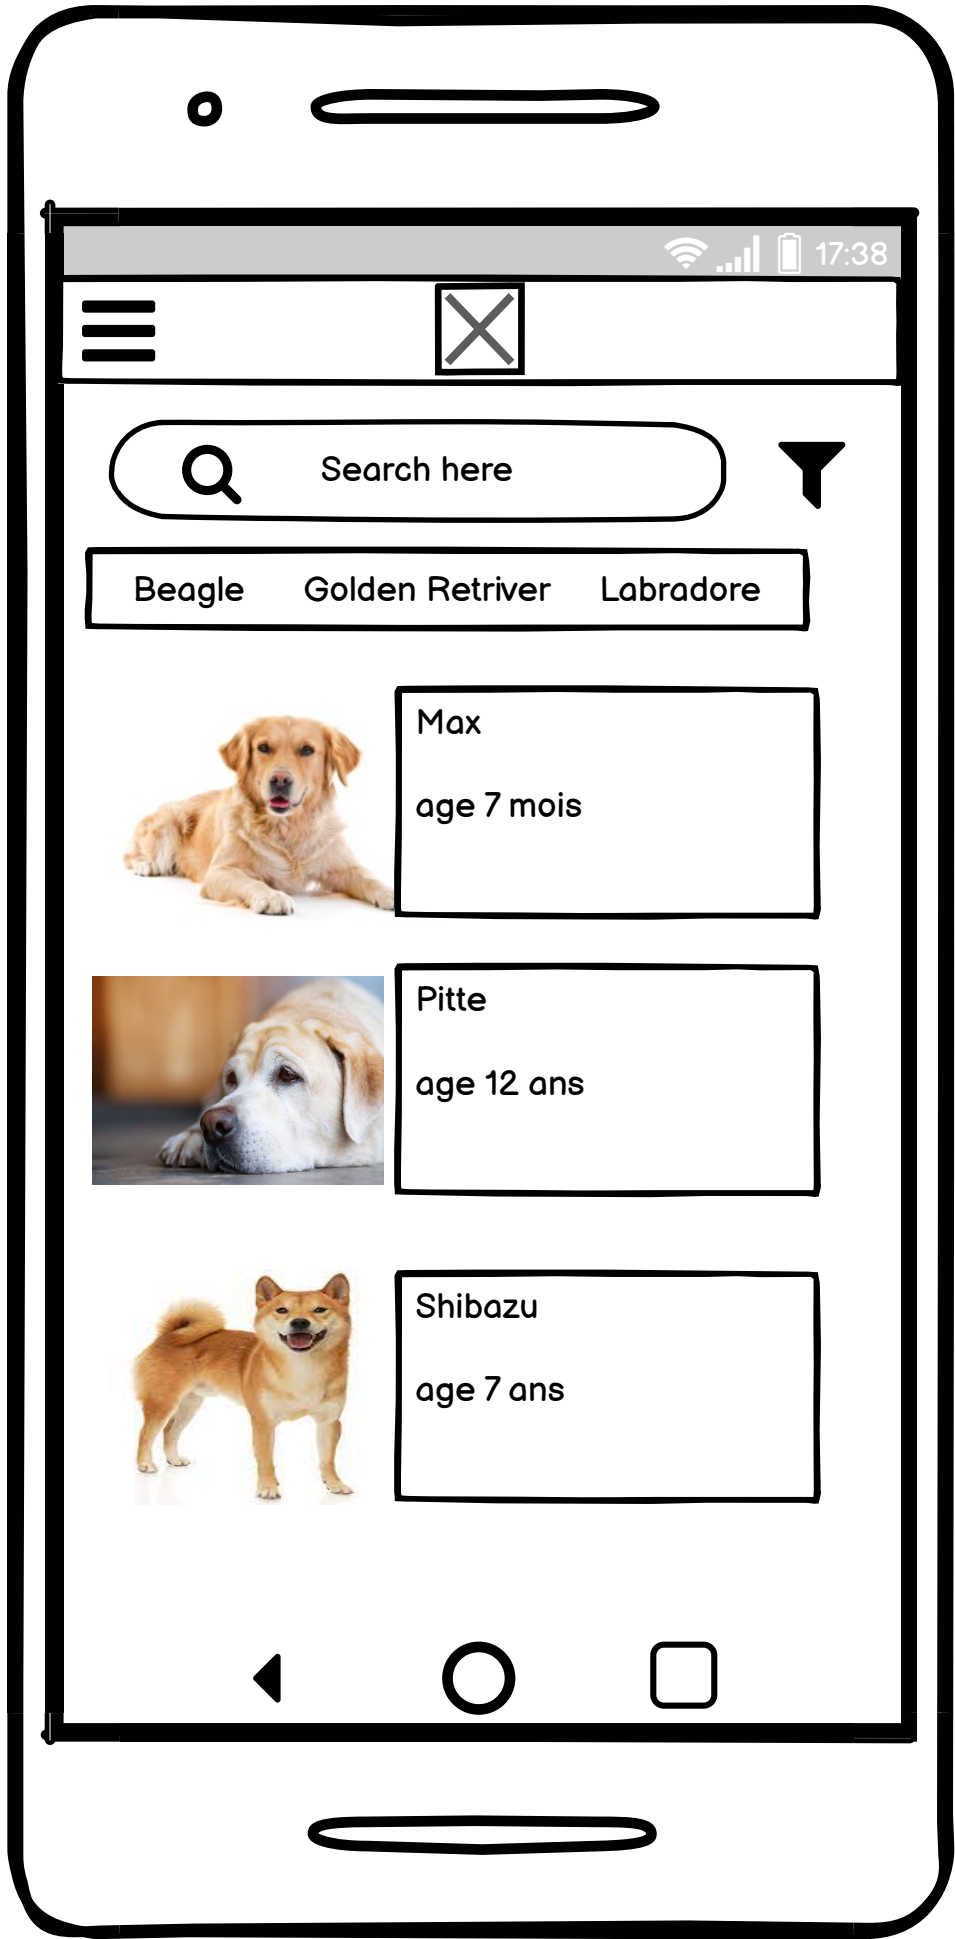 17:38
Search here
Beagle Golden Retriver Labradore
Max
age 7 mois
Pitte
age 12 ans
Shibazu
age 7 ans